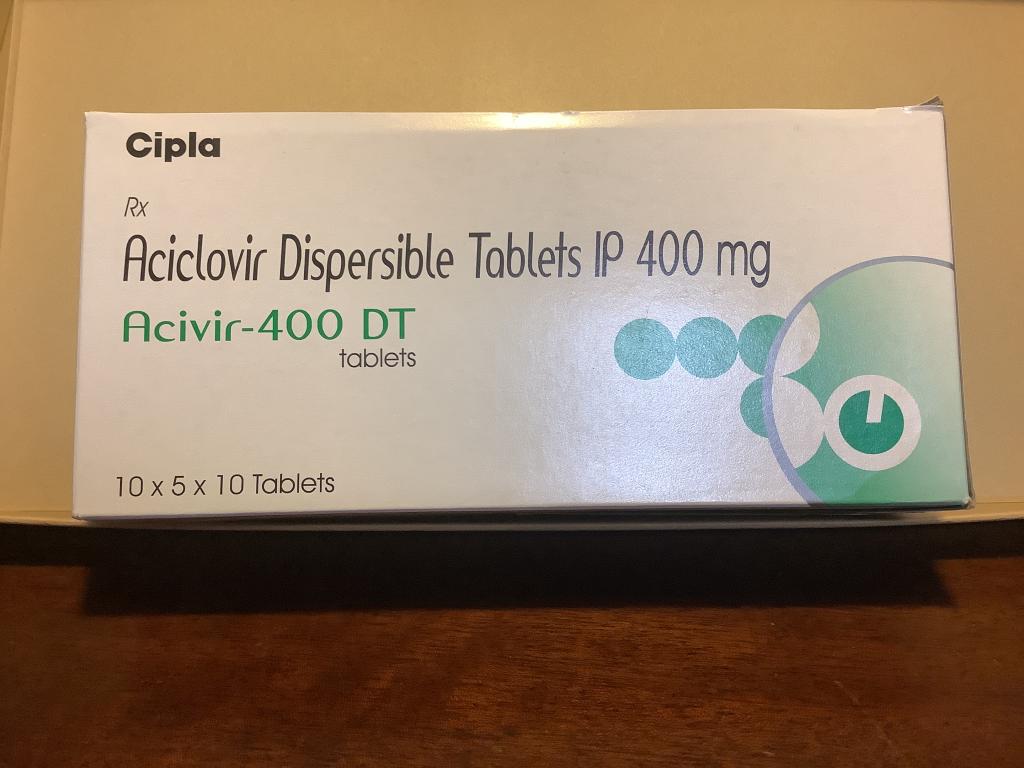 Cipla
Rx
Aciclovir Dispersible Tablets IP 400 mg
Acivir-400 DT
tablets
10 x 5 x 10 Tablets